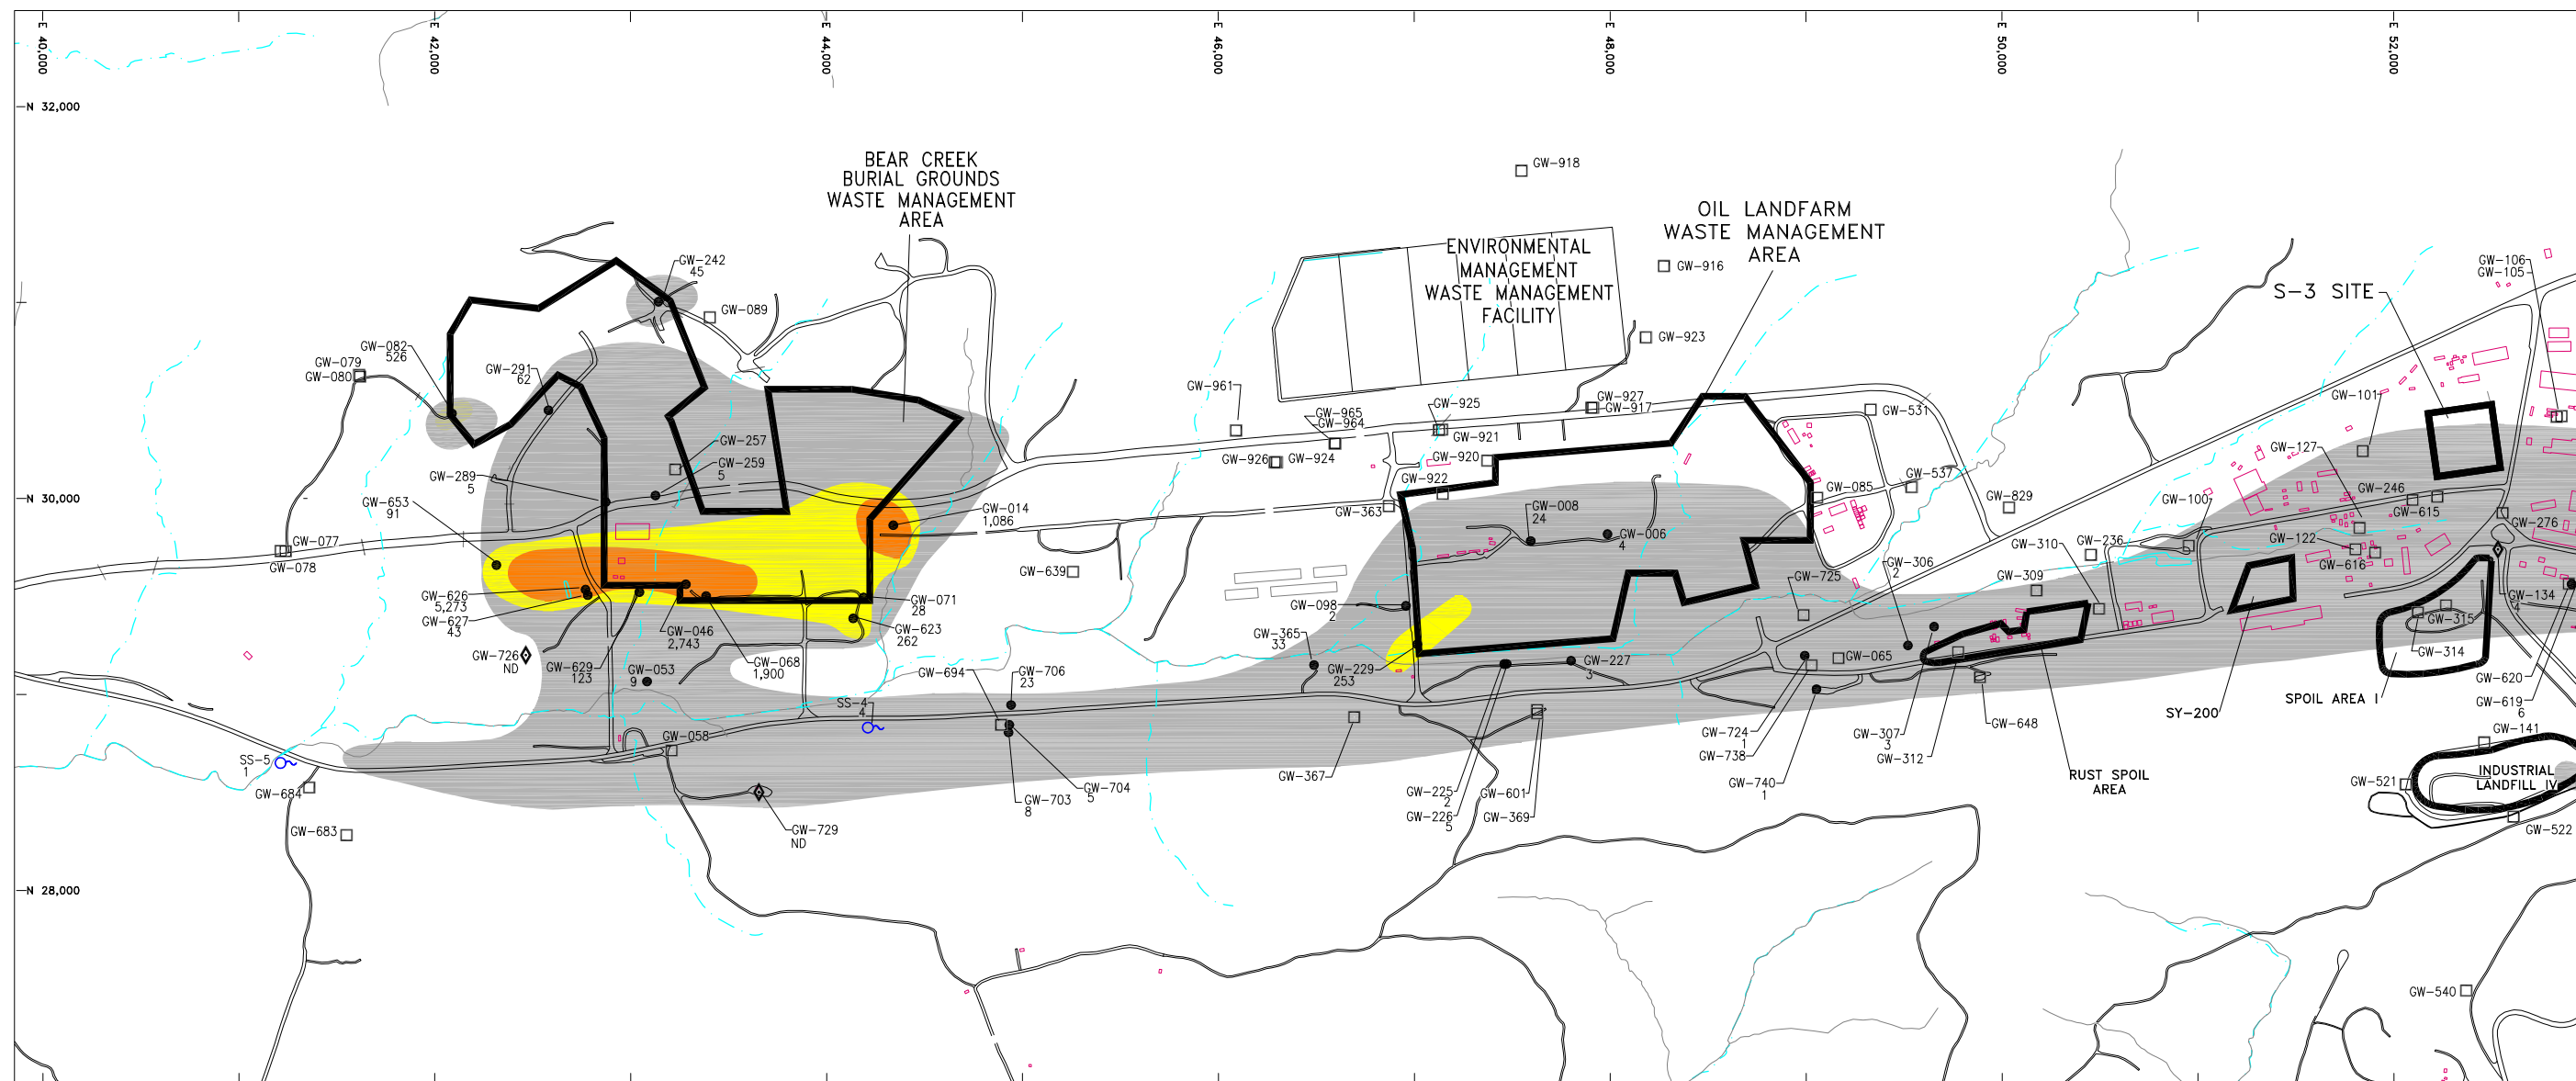 E 40,000
E 42,000
E 44,000
E 46,000
E 48,000
E 50,000
E 52,000
N 32,000
BEAR CREEK
BURIAL GROUNDS
WASTE MANAGEMENT
AREA
GW-918
OIL LANDFARM
WASTE MANAGEMENT
AREA
ENVIRONMENTAL
MANAGEMENT
WASTE MANAGEMENT
FACILITY
GW-916
GW-106
GW-105
S-3 SITE
GW-242
45
GW-089
GW-923
GW-082
526
GW-079
GW-080
GW-291
62
GW-961
GW-965
GW-964
GW-925
GW-927
GW-917
GW-531
GW-101
GW-257
GW-259
5
GW-921
GW-920
GW-926
GW-924
GW-127
GW-289
5
GW-922
GW-085
GW-537
N 30,000
GW-653
91
GW-014
1,086
GW-363
GW-008
24
GW-829
GW-100
GW-246
GW-615
GW-276
GW-077
GW-078
GW-006
4
GW-310
GW-236
GW-122
GW-616
GW-639
GW-725
GW-306
2
GW-309
GW-626
5,273
GW-627
43
GW-071
28
GW-098
2
GW-134
4
GW-046
2,743
GW-623
262
GW-365
33
GW-315
GW-726
ND
GW-629
123
GW-053
9
GW-068
1,900
GW-694
GW-706
23
GW-229
253
GW-227
3
GW-065
GW-314
GW-620
SS-4
4
SY-200
SPOIL AREA I
GW-619
6
GW-648
GW-058
GW-724
1
GW-738
GW-307
3
GW-312
GW-141
SS-5
1
GW-367
GW-740
1
RUST SPOIL
AREA
GW-521
INDUSTRIAL
LANDFILL IV
GW-684
GW-704
5
GW-703
8
GW-225
2
GW-226
5
GW-601
GW-369
GW-683
GW-729
ND
GW-522
N 28,000
GW-540